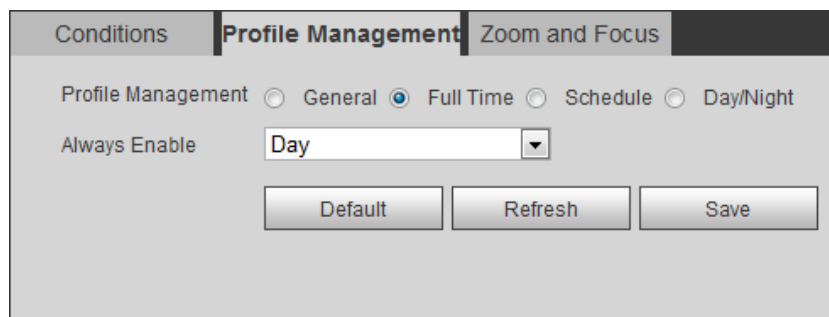 Conditions Profile Management Zoom and Focus
Profile Management General Full Time Schedule Day/Night
Always Enable Day
Default Refresh Save